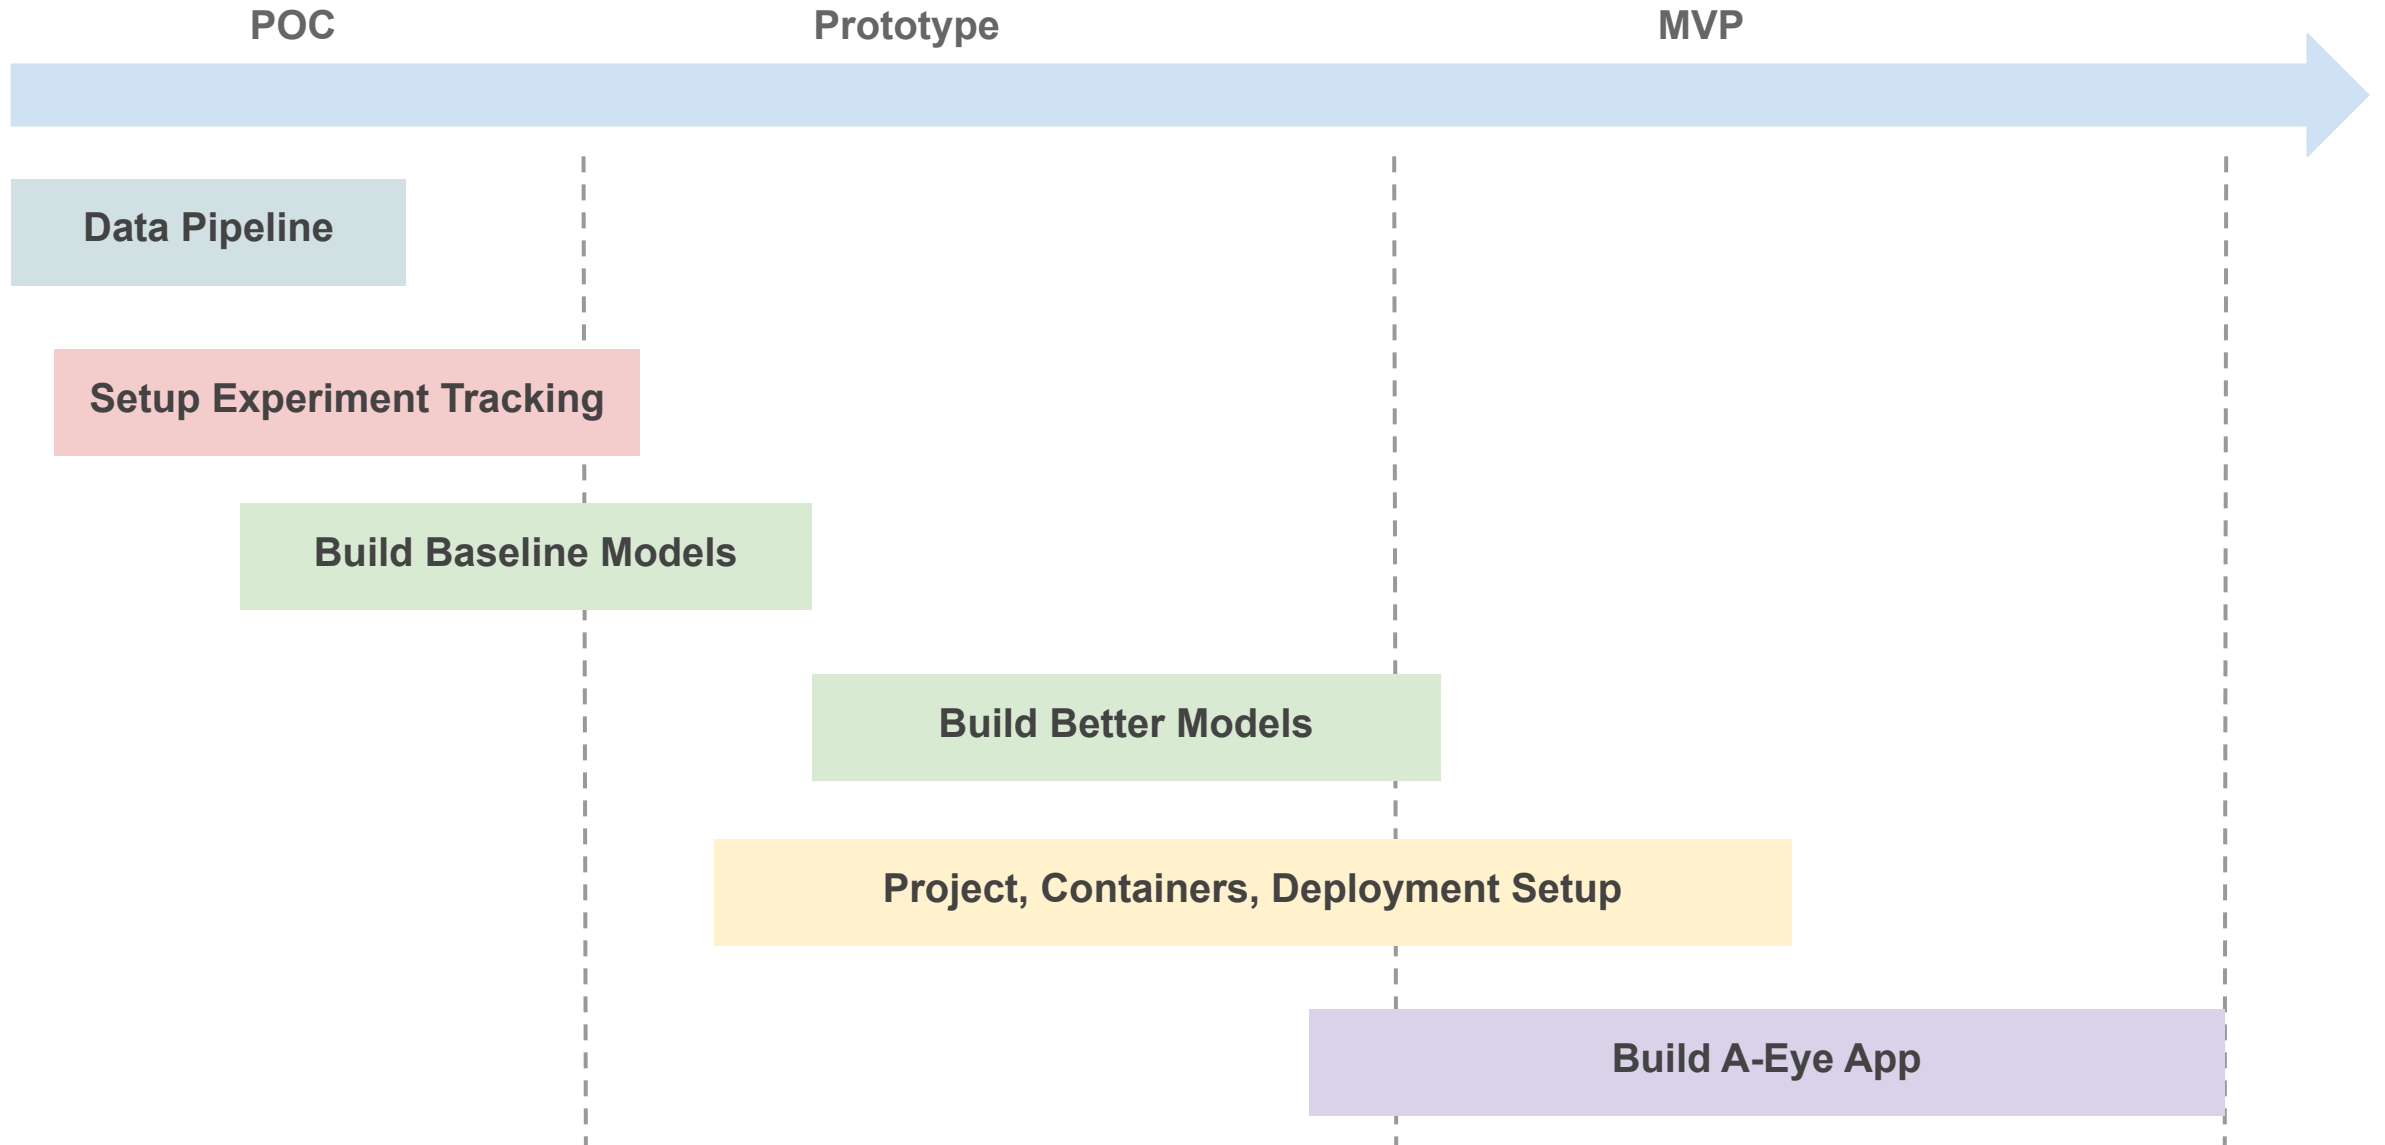 POC
Prototype
MVP
Data Pipeline
Setup Experiment Tracking
Build Baseline Models
Build Better Models
Project, Containers, Deployment Setup
Build A-Eye App